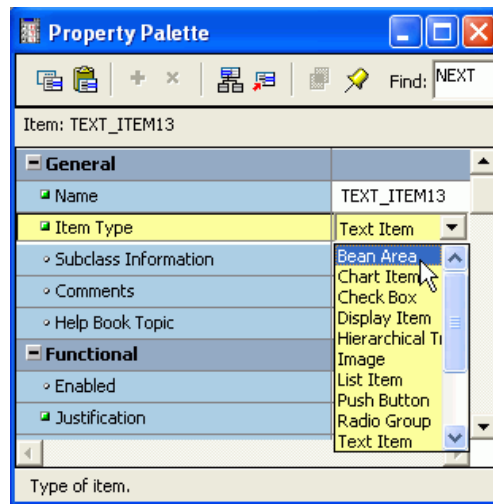 Property Palette
Find: NEXT
Item: TEXT_ITEM13
General
Name TEXT_ITEM13
Item Type Text Item
Subclass Information
Comments
Help Book Topic
Functional
Enabled
Justification
Bean Area
Chart Item
Check Box
Display Item
Hierarchical Tr
Image
List Item
Push Button
Radio Group
Text Item
Type of item.